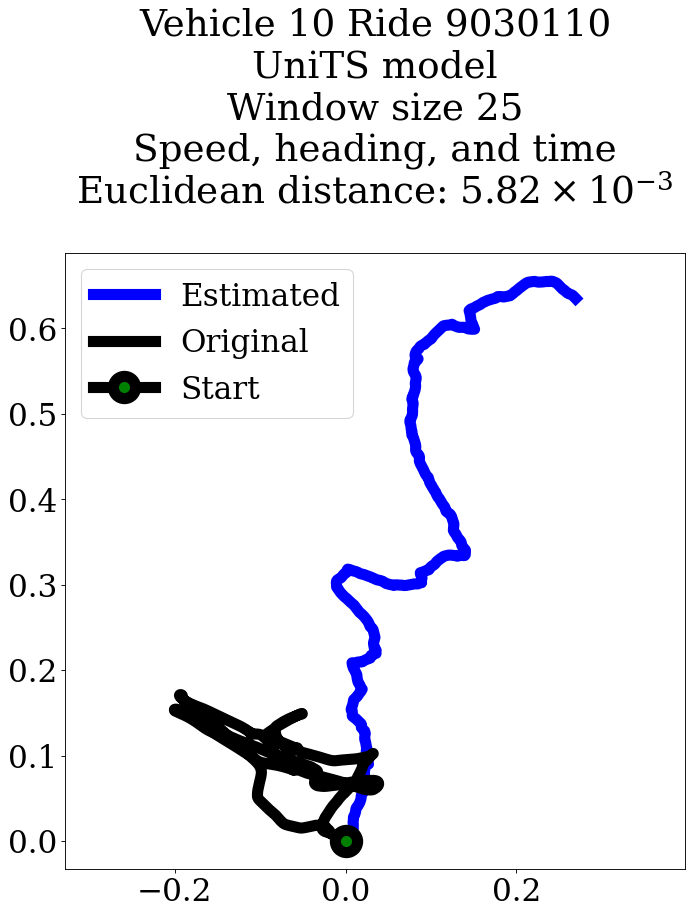 Vehicle 10 Ride 9030110
UniTS model
Window size 25
Speed, heading, and time
Euclidean distance: 5.82 × 10⁻³
Estimated
Original
Start
0.6
0.5
0.4
0.3
0.2
0.1
0.0
−0.2 0.0 0.2